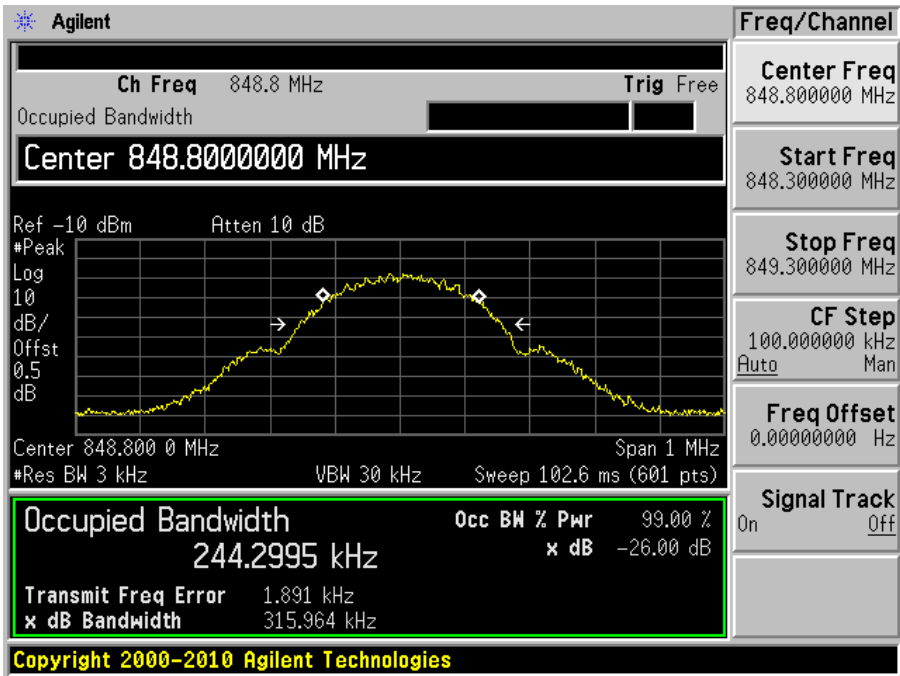 Agilent
Freq/Channel
Ch Freq 848.8 MHz Trig Free
Occupied Bandwidth
Center 848.8000000 MHz
Ref -10 dBm Atten 10 dB
#Peak
Log
10
dB/
Offst
0.5
dB
Center 848.800 0 MHz Span 1 MHz
#Res BW 3 kHz VBW 30 kHz Sweep 102.6 ms (601 pts)
Occupied Bandwidth
244.2995 kHz
Occ BW % Pwr 99.00 %
x dB -26.00 dB
Transmit Freq Error 1.891 kHz
x dB Bandwidth 315.964 kHz
Center Freq
848.800000 MHz
Start Freq
848.300000 MHz
Stop Freq
849.300000 MHz
CF Step
100.000000 kHz
Auto Man
Freq Offset
0.00000000 Hz
Signal Track
On Off
Copyright 2000-2010 Agilent Technologies